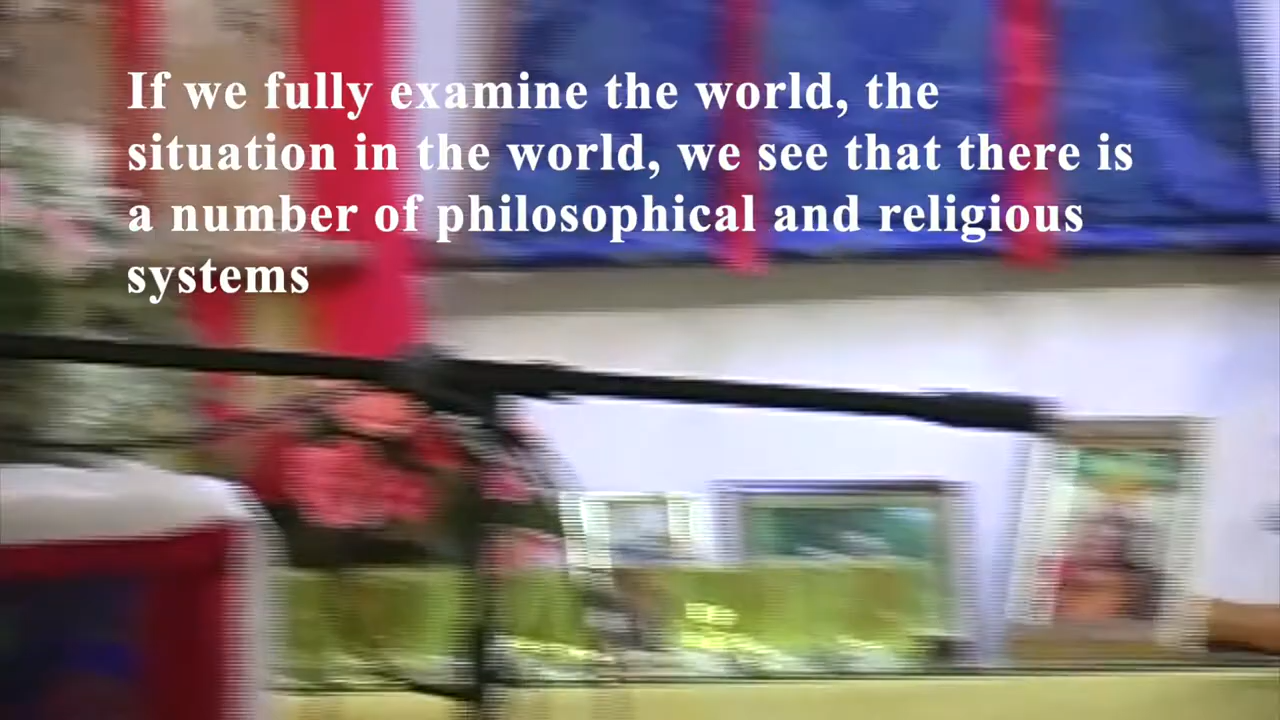 If we fully examine the world, the
situation in the world, we see that there is
a number of philosophical and religious
systems